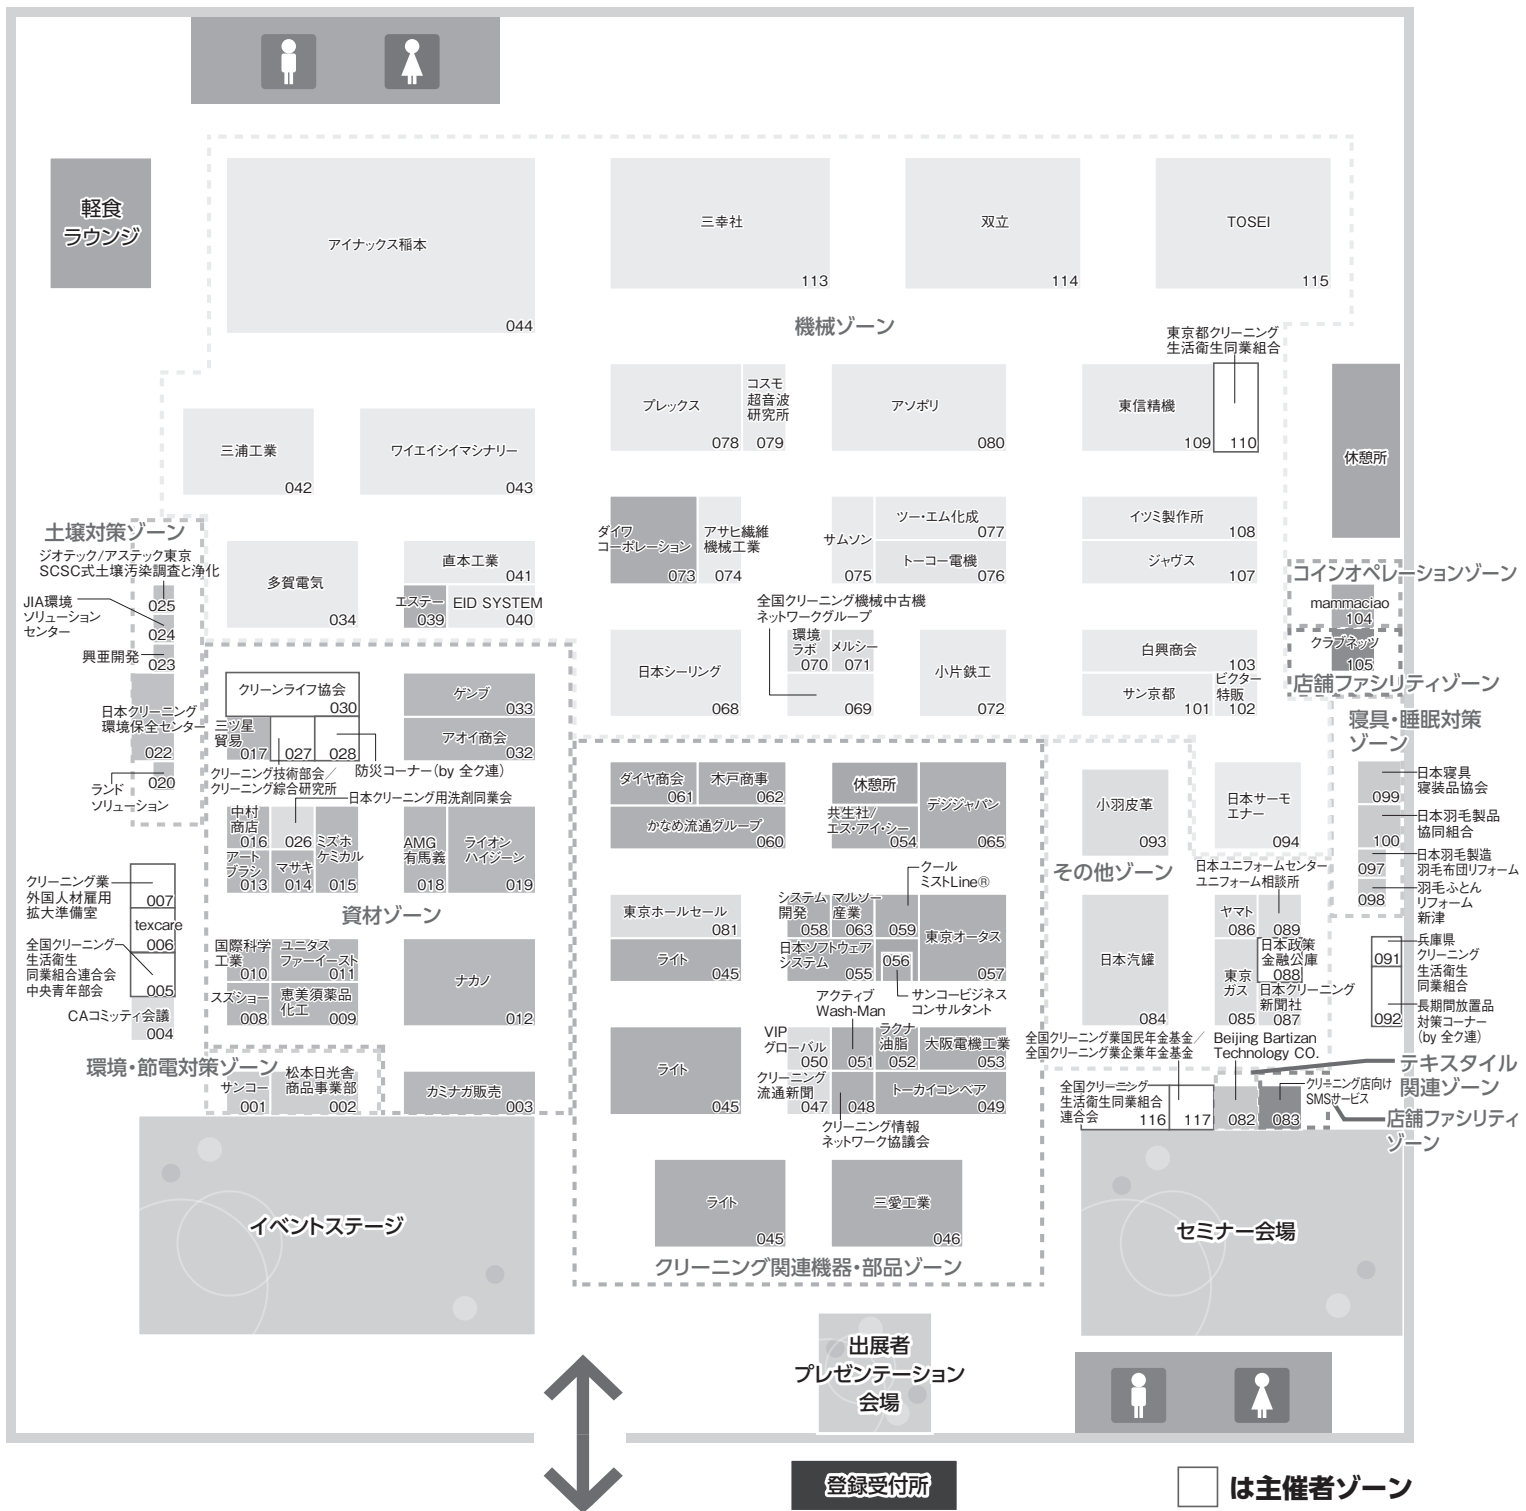 軽食
ラウンジ
アイナックス稲本
044
三幸社
113
双立
114
TOSEI
115
機械ゾーン
東京都クリーニング
生活衛生同業組合
プレックス
078
コスモ
超音波
研究所
079
アソボリ
080
東信精機
109
110
休憩所
三浦工業
042
ワイエイシイマシナリー
043
土壌対策ゾーン
ジオテック/アステック東京
SCSC式土壌汚染調査と浄化
025
JIA環境
ソリューション
センター
024
興亜開発
023
日本クリーニング
環境保全センター
022
020
ランド
ソリューション
多賀電気
034
直本工業
041
エステー
039
EID SYSTEM
040
ダイワ
コーポレーション
073
アサヒ繊維
機械工業
074
サムソン
075
ツー・エム化成
077
トーコー電機
076
イツミ製作所
108
ジャヴス
107
コインオペレーションゾーン
mammaciao
104
クラブネッツ
105
店舗ファシリティゾーン
全国クリーニング機械中古機
ネットワークグループ
日本シーリング
068
環境
ラボ
070
メルシー
071
069
小片鉄工
072
白興商会
103
サン京都
101
ビクター
特販
102
クリーンライフ協会
030
三ツ星
貿易
017
027
028
クリーニング技術部会/
クリーニング綜合研究所
防災コーナー(by 全ク連)
ゲンブ
033
アオイ商会
032
日本クリーニング用洗剤同業会
中村
商店
016
026
ミズホ
ケミカル
015
アート
ブラシ
013
マサキ
014
AMG
有馬義
018
ライオン
ハイジーン
019
資材ゾーン
寝具・睡眠対策
ゾーン
日本寝具
寝装品協会
099
日本羽毛製品
協同組合
100
日本羽毛製造
羽毛布団リフォーム
097
羽毛ふとん
リフォーム
新津
098
ダイヤ商会
061
木戸商事
062
かなめ流通グループ
060
休憩所
共生社/
エス・アイ・シー
054
デジジャパン
065
小羽皮革
093
日本サーモ
エナー
094
その他ゾーン
クリーニング業
外国人材雇用
拡大準備室
007
texcare
006
全国クリーニング
生活衛生
同業組合連合会
中央青年部会
005
CAコミッティ会議
004
環境・節電対策ゾーン
国際科学
工業
010
ユニタス
ファーイースト
011
スズショー
008
恵美須薬品
化工
009
ナカノ
012
サンコー
001
松本日光舎
商品事業部
002
カミナガ販売
003
東京ホールセール
081
ライト
045
クール
ミストLine®
システム
開発
058
マルソー
産業
063
059
東京オータス
057
日本ソフトウェア
システム
055
056
サンコービジネス
コンサルタント
アクティブ
Wash-Man
ライト
045
VIP
グローバル
050
051
ラクナ
油脂
052
大阪電機工業
053
クリーニング
流通新聞
047
048
トーカイコンベア
049
クリーニング情報
ネットワーク協議会
ライト
045
三愛工業
046
クリーニング関連機器・部品ゾーン
日本ユニフォームセンター
ユニフォーム相談所
ヤマト
086
089
日本汽罐
084
東京
ガス
085
日本政策
金融公庫
088
日本クリーニング
新聞社
087
兵庫県
クリーニング
生活衛生
同業組合
091
長期間放置品
対策コーナー
(by 全ク連)
092
全国クリーニング業国民年金基金/
全国クリーニング業企業年金基金
Beijing Bartizan
Technology CO.
全国クリーニング
生活衛生同業組合
連合会
116
117
082
083
クリーニング店向け
SMSサービス
テキスタイル
関連ゾーン
店舗ファシリティ
ゾーン
イベントステージ
セミナー会場
出展者
プレゼンテーション
会場
登録受付所
は主催者ゾーン